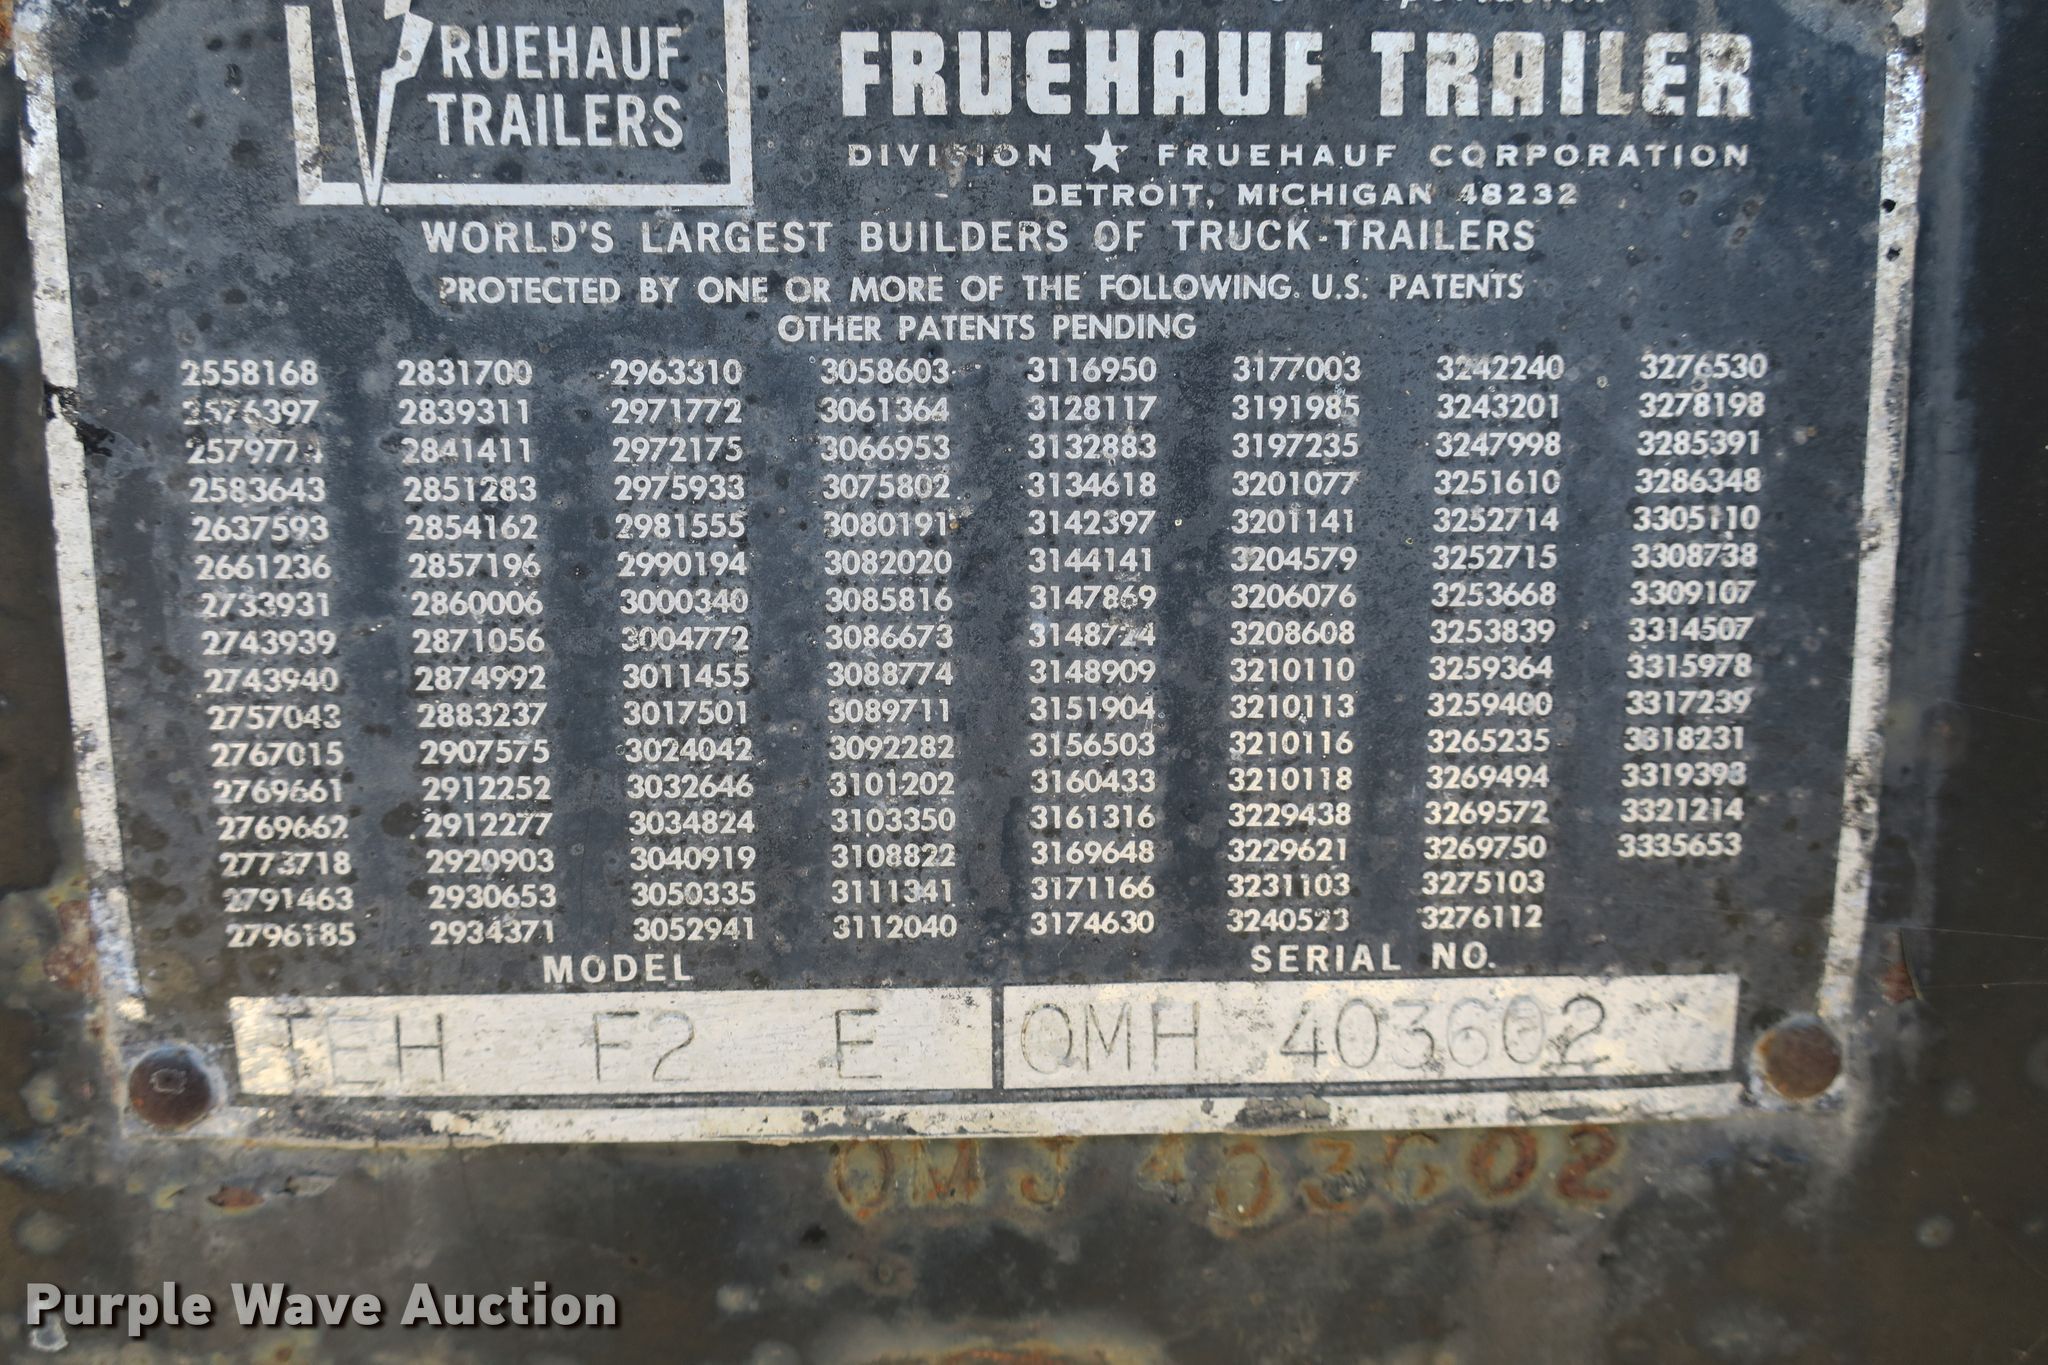 RUEHAUF
TRAILERS
FRUEHAUF TRAILER
DIVISION ★ FRUEHAUF CORPORATION
DETROIT, MICHIGAN 48232
WORLD'S LARGEST BUILDERS OF TRUCK-TRAILERS
PROTECTED BY ONE OR MORE OF THE FOLLOWING U.S. PATENTS
OTHER PATENTS PENDING
2558168 2831700 2963310 3058603 3116950 3177003 3242240 3276530
2576397 2839311 2971772 3061364 3128117 3191985 3243201 3278198
2841411 2972175 3066953 3132883 3197235 3247998 3285391
2583643 2851283 2975933 3075802 3134618 3201077 3251610 3286348
2637593 2854162 2981555 3080191 3142397 3201141 3252714 3305110
2661236 2857196 2990194 3082020 3144141 3204579 3252715 3308738
2733931 2860006 3000340 3085816 3147869 3206076 3253668 3309107
2743939 2871056 3004772 3086673 3148724 3208608 3253839 3314507
2743940 2874992 3011455 3088774 3148909 3210110 3259364 3315978
2757043 2883237 3017501 3089711 3151904 3210113 3259400 3317239
2767015 2907575 3024042 3092282 3156503 3210116 3265235 3318231
2769661 2912252 3032646 3101202 3160433 3210118 3269494 3319398
2769662 2912277 3034824 3103350 3161316 3229438 3269572 3321214
2773718 2920903 3040919 3108822 3169648 3229621 3269750 3335653
2791463 2930653 3050335 3111341 3171166 3231103 3275103
2796185 2934371 3052941 3112040 3174630 3240523 3276112
MODEL SERIAL NO.
TEH F2 E OMH 403602
OMJ 403602
Purple Wave Auction